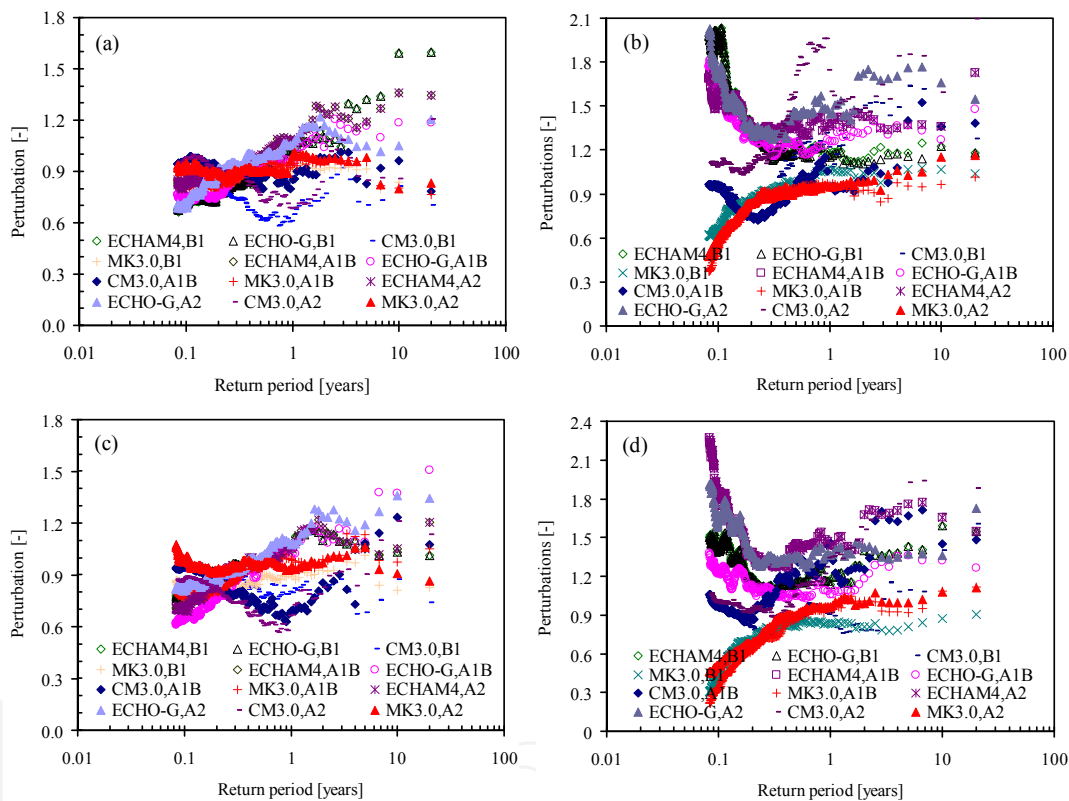 (a)
Perturbation [-]
1.8
1.5
1.2
0.9
0.6
0.3
0.0
ECHAM4,B1 ECHO-G,B1 CM3.0,B1
MK3.0,B1 ECHAM4,A1B ECHO-G,A1B
CM3.0,A1B MK3.0,A1B ECHAM4,A2
ECHO-G,A2 CM3.0,A2 MK3.0,A2
0.01 0.1 1 10 100
Return period [years]
(b)
Perturbations [-]
2.1
1.8
1.5
1.2
0.9
0.6
0.3
0.0
ECHAM4,B1 ECHO-G,B1 CM3.0,B1
MK3.0,B1 ECHAM4,A1B ECHO-G,A1B
CM3.0,A1B MK3.0,A1B ECHAM4,A2
ECHO-G,A2 CM3.0,A2 MK3.0,A2
0.01 0.1 1 10 100
Return period [years]
(c)
Perturbation [-]
1.8
1.5
1.2
0.9
0.6
0.3
0.0
ECHAM4,B1 ECHO-G,B1 CM3.0,B1
MK3.0,B1 ECHAM4,A1B ECHO-G,A1B
CM3.0,A1B MK3.0,A1B ECHAM4,A2
ECHO-G,A2 CM3.0,A2 MK3.0,A2
0.01 0.1 1 10 100
Return period [years]
(d)
Perturbations [-]
2.4
2.1
1.8
1.5
1.2
0.9
0.6
0.3
0.0
ECHAM4,B1 ECHO-G,B1 CM3.0,B1
MK3.0,B1 ECHAM4,A1B ECHO-G,A1B
CM3.0,A1B MK3.0,A1B ECHAM4,A2
ECHO-G,A2 CM3.0,A2 MK3.0,A2
0.01 0.1 1 10 100
Return period [years]